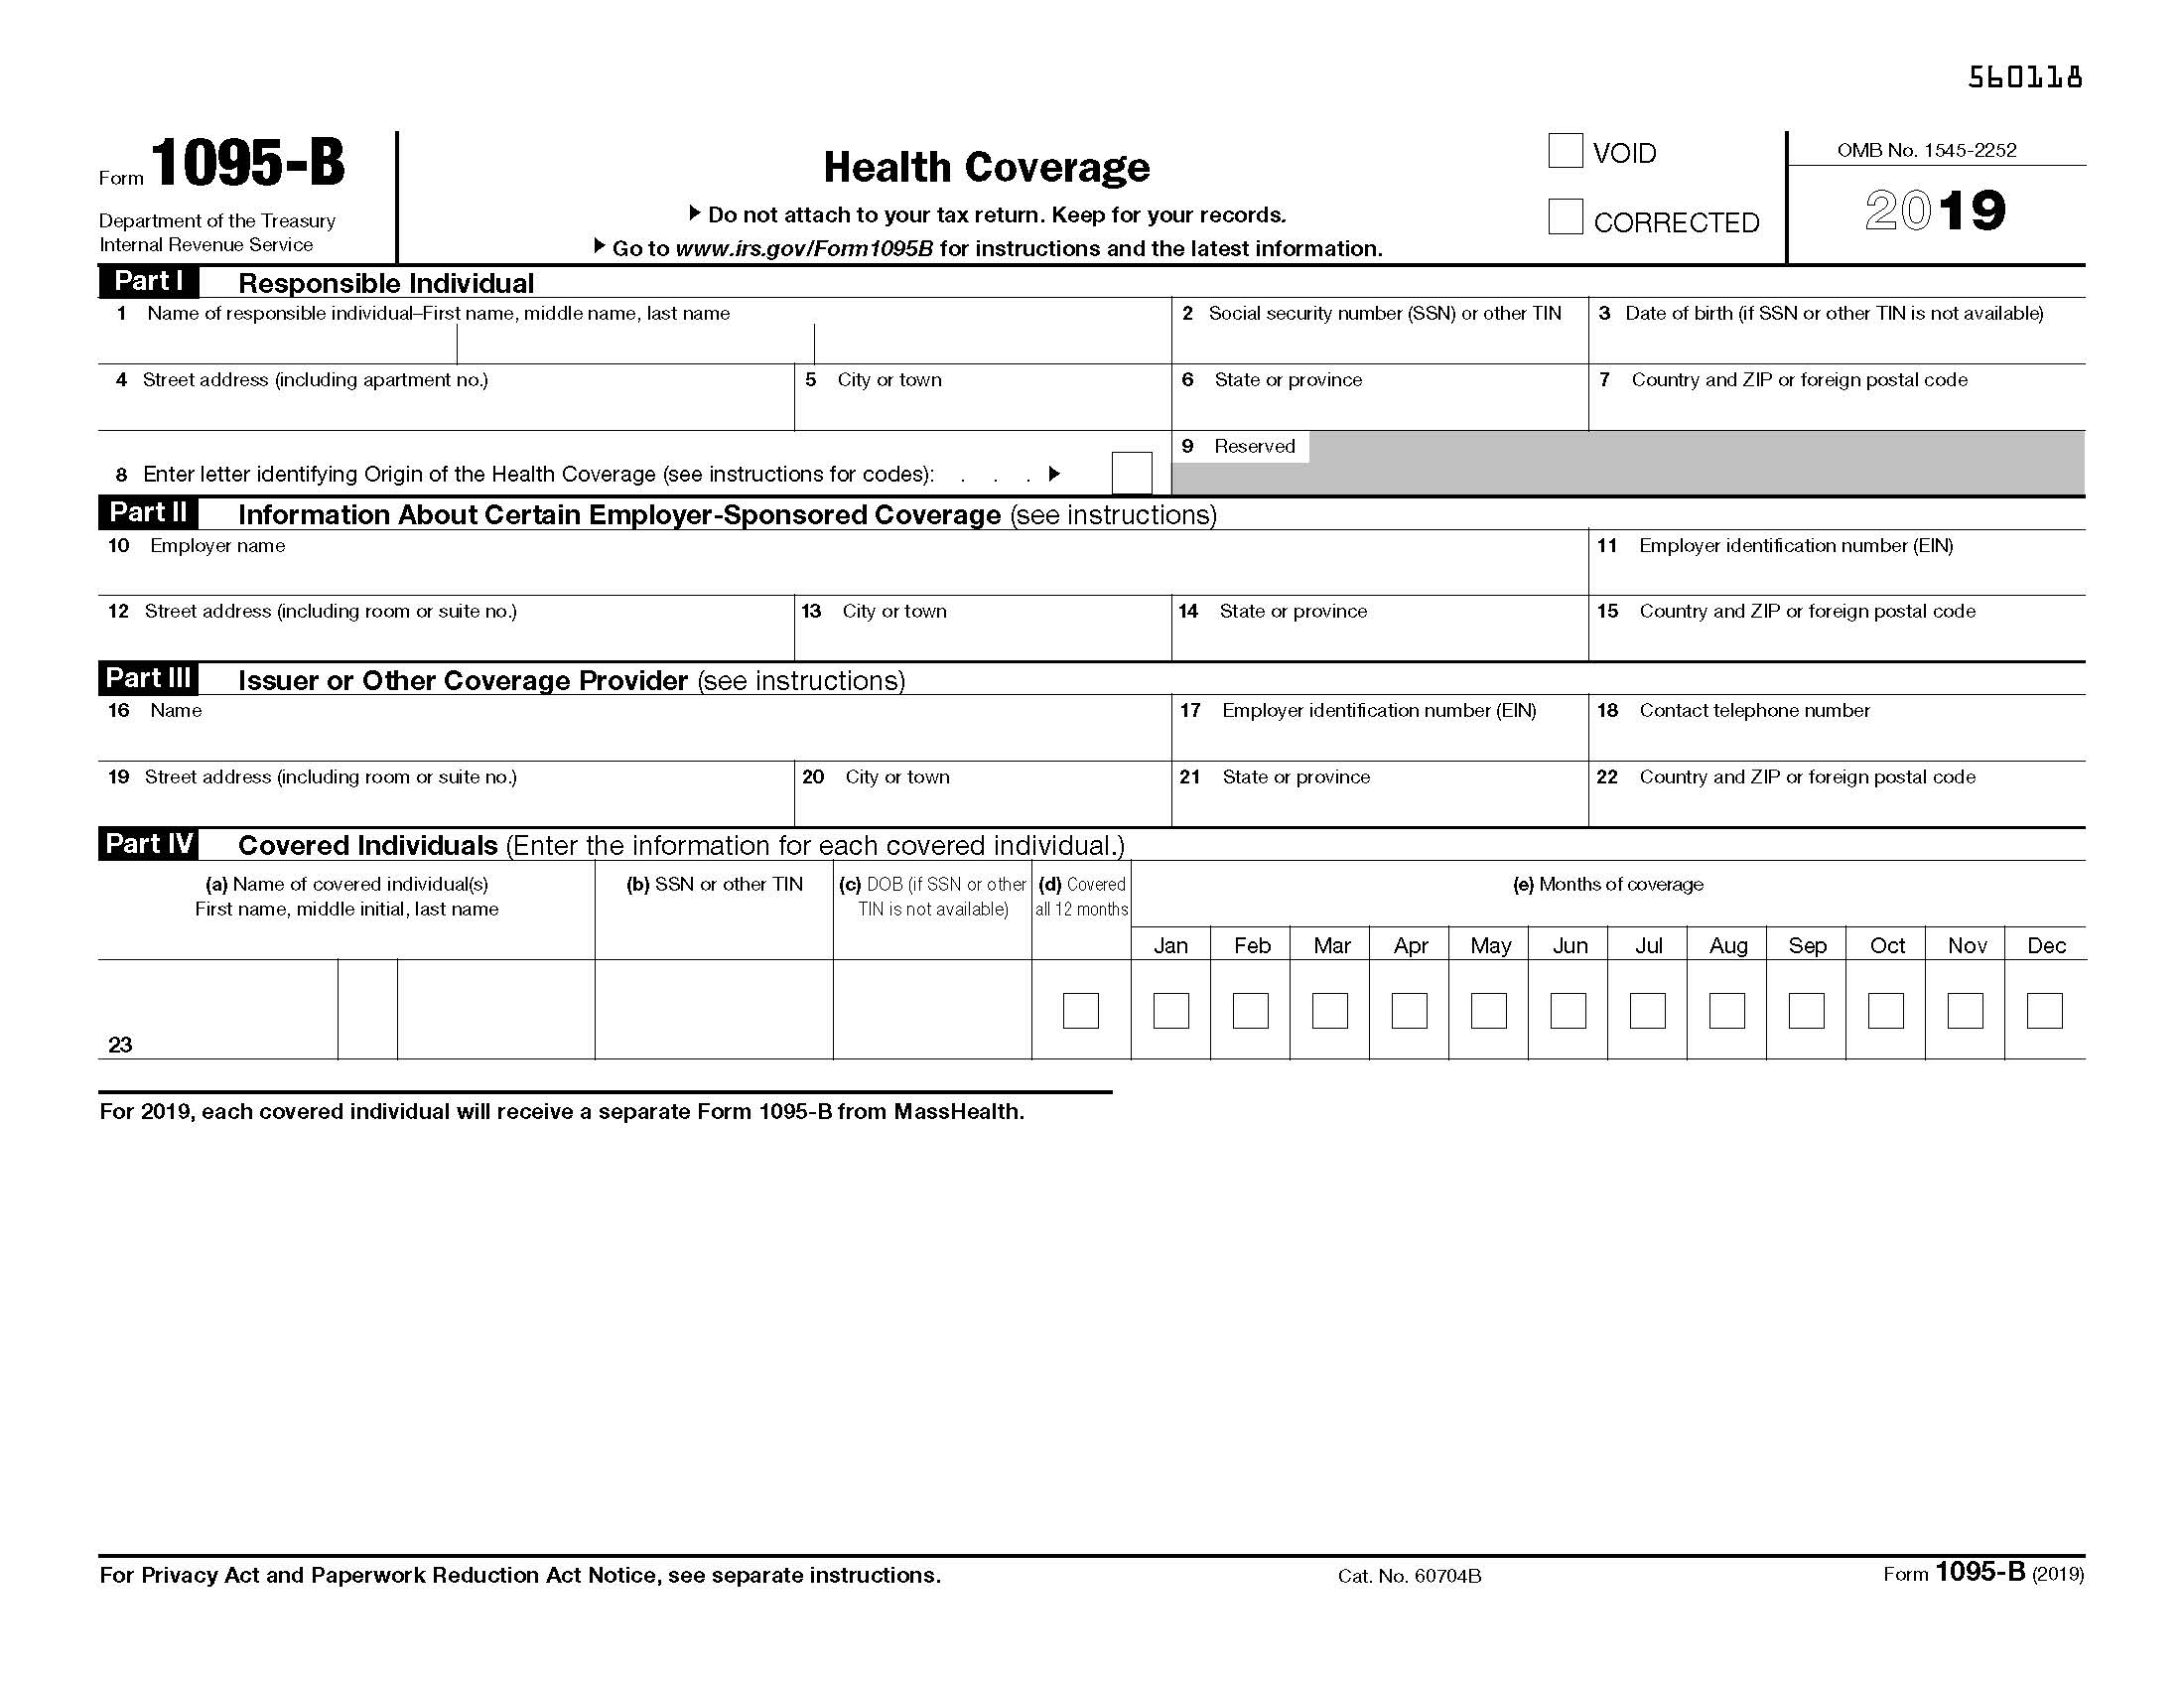 560118
Form 1095-B
Department of the Treasury
Internal Revenue Service
Health Coverage
Do not attach to your tax return. Keep for your records.
Go to www.irs.gov/Form1095B for instructions and the latest information.
VOID
CORRECTED
OMB No. 1545-2252
2019
Part I Responsible Individual
1 Name of responsible individual–First name, middle name, last name
2 Social security number (SSN) or other TIN
3 Date of birth (if SSN or other TIN is not available)
4 Street address (including apartment no.)
5 City or town
6 State or province
7 Country and ZIP or foreign postal code
8 Enter letter identifying Origin of the Health Coverage (see instructions for codes): . . .
9 Reserved
Part II Information About Certain Employer-Sponsored Coverage (see instructions)
10 Employer name
11 Employer identification number (EIN)
12 Street address (including room or suite no.)
13 City or town
14 State or province
15 Country and ZIP or foreign postal code
Part III Issuer or Other Coverage Provider (see instructions)
16 Name
17 Employer identification number (EIN)
18 Contact telephone number
19 Street address (including room or suite no.)
20 City or town
21 State or province
22 Country and ZIP or foreign postal code
Part IV Covered Individuals (Enter the information for each covered individual.)
(a) Name of covered individual(s)
First name, middle initial, last name
(b) SSN or other TIN
(c) DOB (if SSN or other
TIN is not available)
(d) Covered
all 12 months
(e) Months of coverage
Jan Feb Mar Apr May Jun Jul Aug Sep Oct Nov Dec
23
For 2019, each covered individual will receive a separate Form 1095-B from MassHealth.
For Privacy Act and Paperwork Reduction Act Notice, see separate instructions.
Cat. No. 60704B
Form 1095-B (2019)